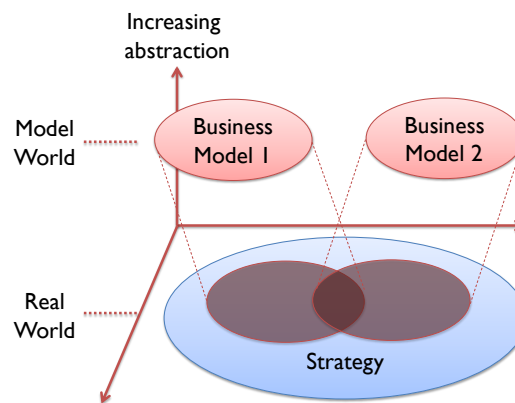 Increasing
abstraction
Model
World
Business
Model 1
Business
Model 2
Real
World
Strategy